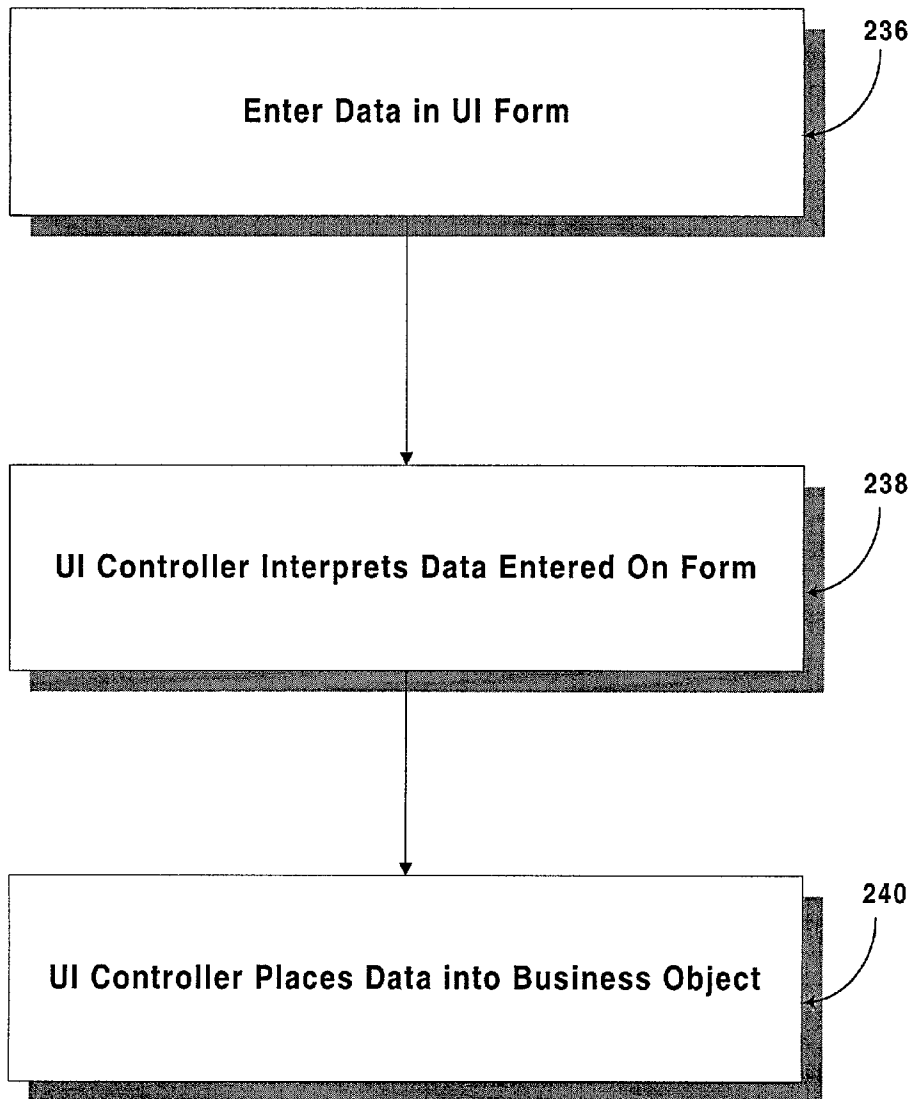 236
Enter Data in UI Form
238
UI Controller Interprets Data Entered On Form
240
UI Controller Places Data into Business Object